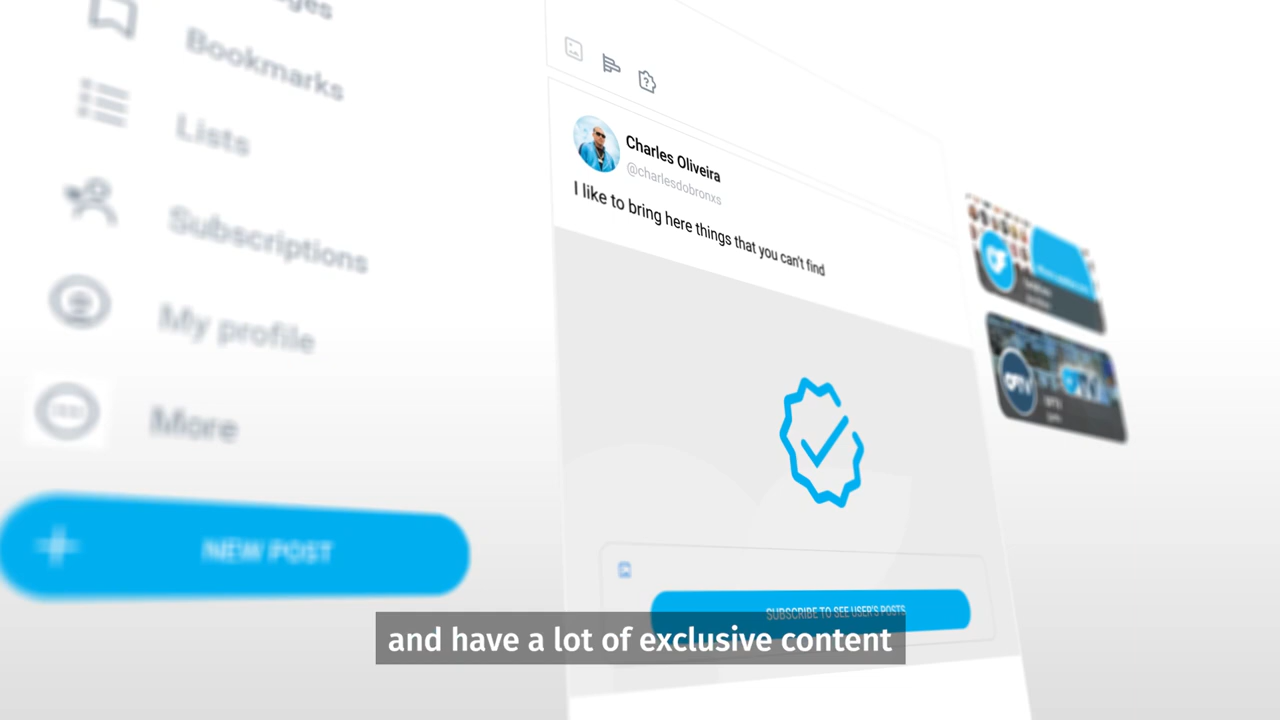 Bookmarks
Lists
Subscriptions
My profile
More
NEW POST
Charles Oliveira
@charlesdobronxs
I like to bring here things that you can't find
SUBSCRIBE TO SEE USER'S POSTS
and have a lot of exclusive content